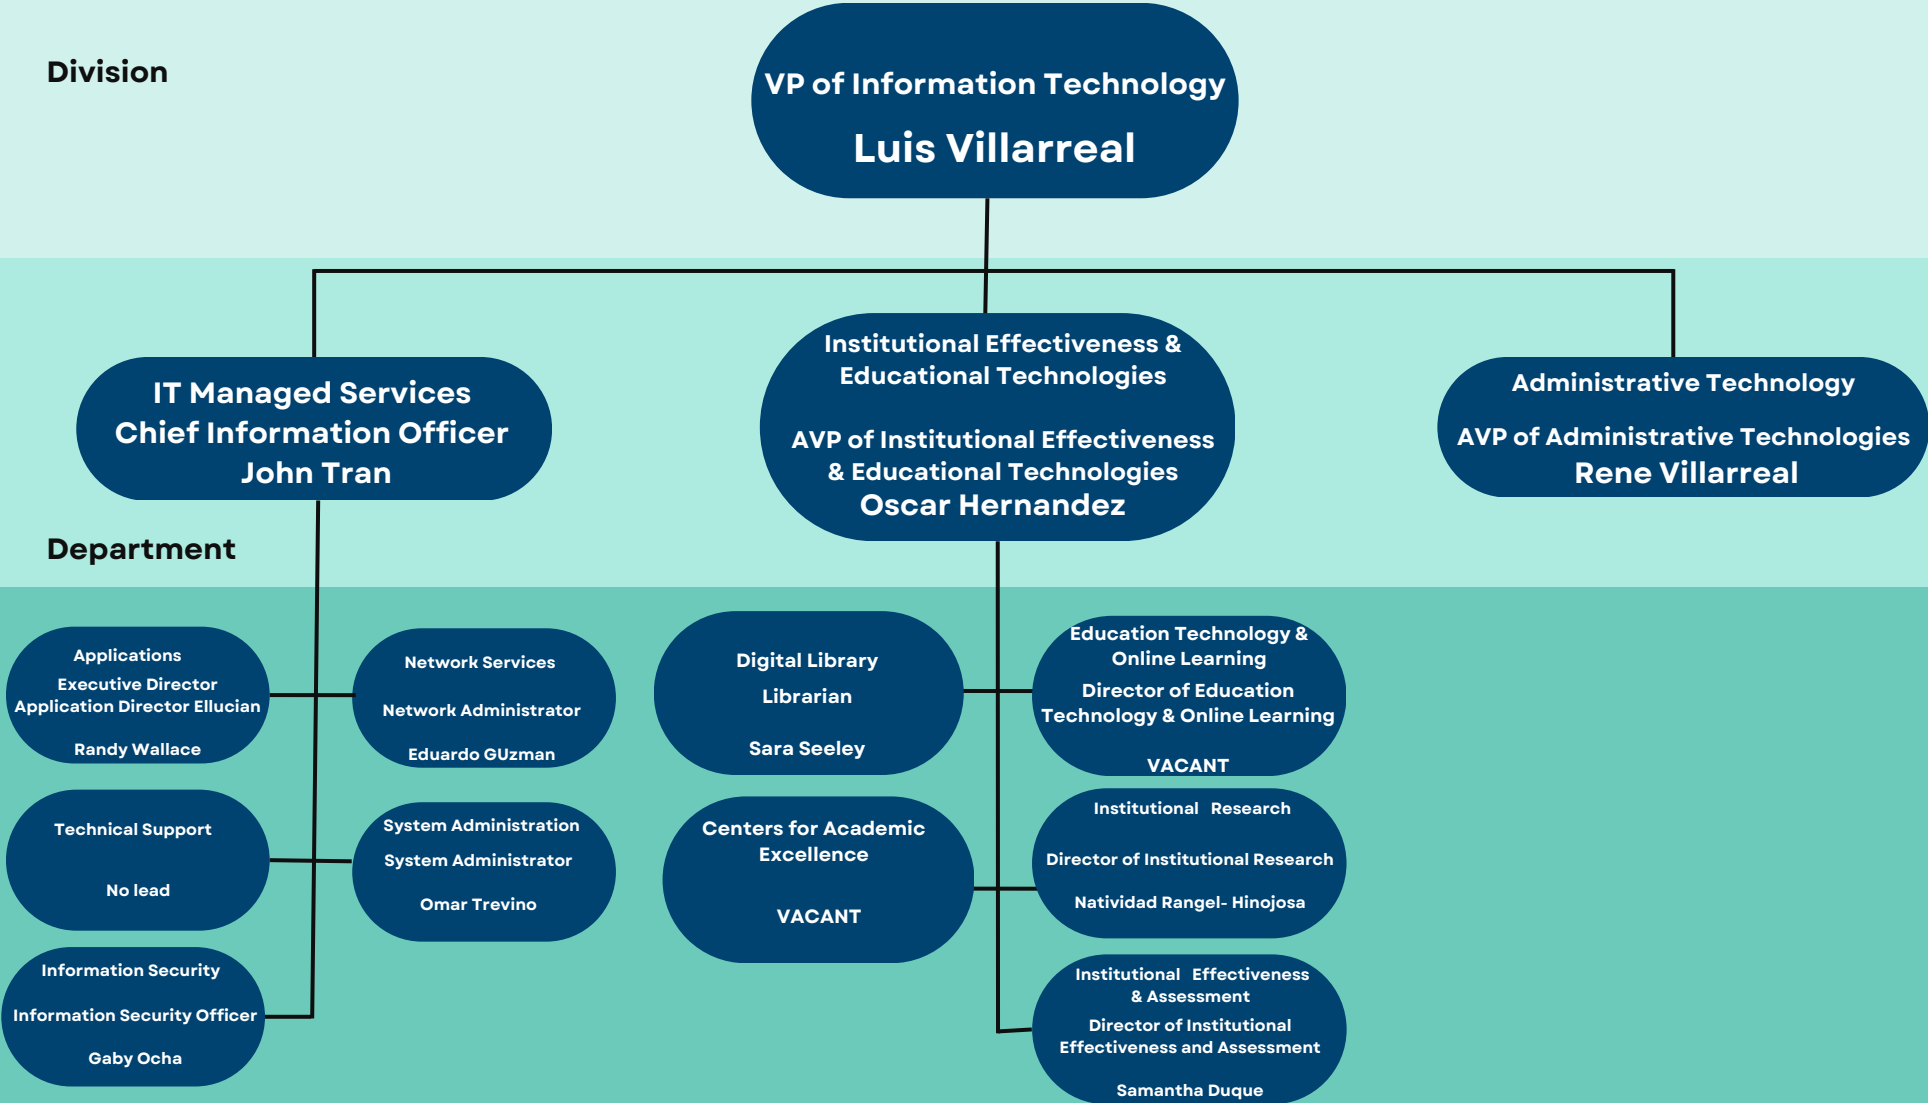 Division
VP of Information Technology
Luis Villarreal
IT Managed Services
Chief Information Officer
John Tran
Institutional Effectiveness &
Educational Technologies
AVP of Institutional Effectiveness
& Educational Technologies
Oscar Hernandez
Administrative Technology
AVP of Administrative Technologies
Rene Villarreal
Department
Applications
Executive Director
Application Director Ellucian
Randy Wallace
Network Services
Network Administrator
Eduardo GUzman
Technical Support
No lead
System Administration
System Administrator
Omar Trevino
Information Security
Information Security Officer
Gaby Ocha
Digital Library
Librarian
Sara Seeley
Education Technology &
Online Learning
Director of Education
Technology & Online Learning
VACANT
Centers for Academic
Excellence
VACANT
Institutional Research
Director of Institutional Research
Natividad Rangel- Hinojosa
Institutional Effectiveness
& Assessment
Director of Institutional
Effectiveness and Assessment
Samantha Duque